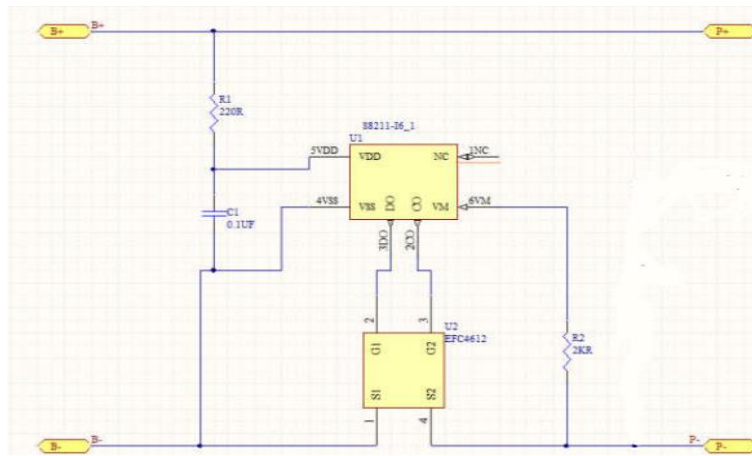 B+ B+ P+
R1
220R
S8211-I6_1
U1
5VDD VDD NC 1NC
C1
0.1UF
4VSS VSS DO CO VM 6VM
3DO 2CO
2 3 U2
EFC4612
G1 G2
R2
2KR
S1 S2
1 4
B- B- P- P-